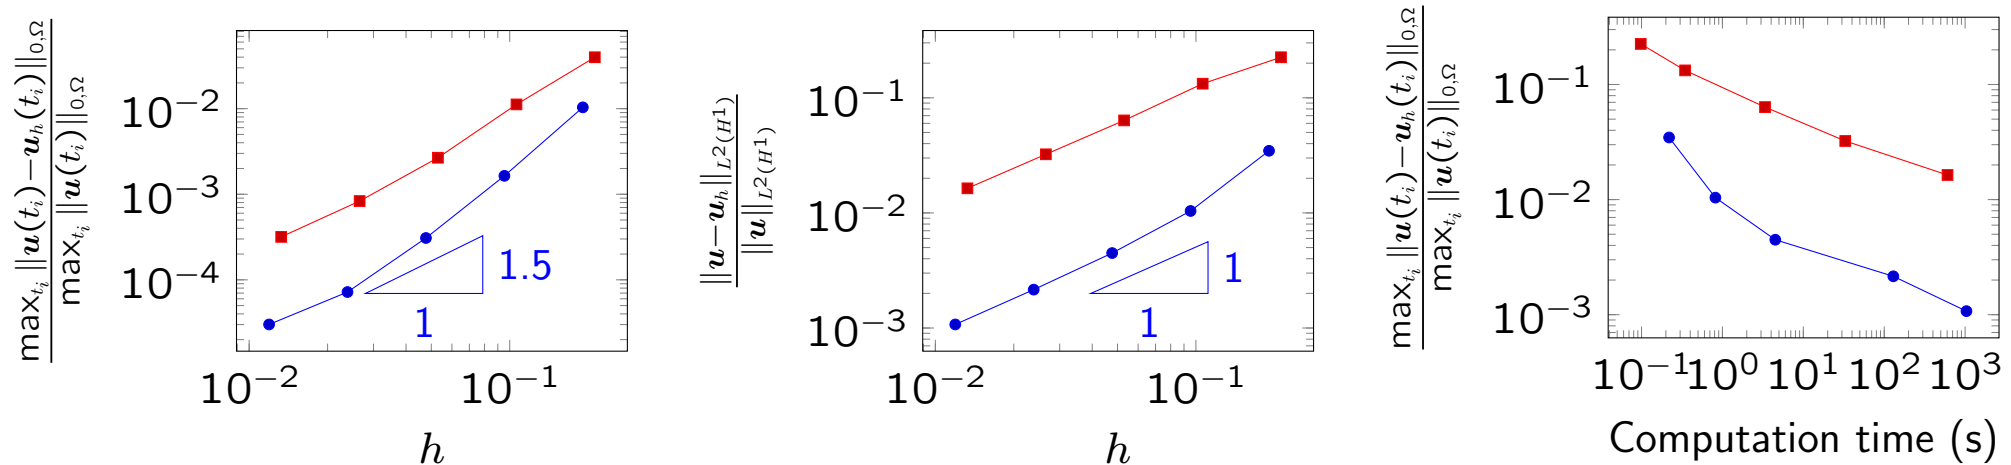 max_{t_i} ‖u(t_i)−u_h(t_i)‖_{0,Ω}
max_{t_i} ‖u(t_i)‖_{0,Ω}
10^{−2}
10^{−3}
10^{−4}
1.5
1
10^{−2} 10^{−1}
h
‖u−u_h‖_{L^2(H^1)}
‖u‖_{L^2(H^1)}
10^{−1}
10^{−2}
10^{−3}
1
1
10^{−2} 10^{−1}
h
max_{t_i} ‖u(t_i)−u_h(t_i)‖_{0,Ω}
max_{t_i} ‖u(t_i)‖_{0,Ω}
10^{−1}
10^{−2}
10^{−3}
10^{−1} 10^0 10^1 10^2 10^3
Computation time (s)